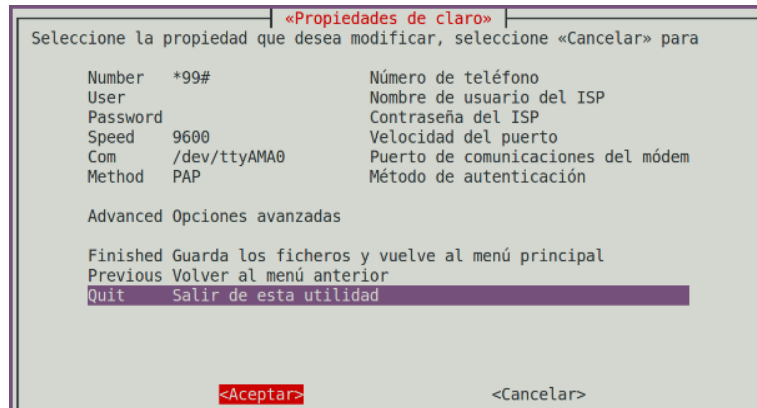 «Propiedades de claro»
Seleccione la propiedad que desea modificar, seleccione «Cancelar» para
Number *99# Número de teléfono
User Nombre de usuario del ISP
Password Contraseña del ISP
Speed 9600 Velocidad del puerto
Com /dev/ttyAMA0 Puerto de comunicaciones del módem
Method PAP Método de autenticación
Advanced Opciones avanzadas
Finished Guarda los ficheros y vuelve al menú principal
Previous Volver al menú anterior
Quit Salir de esta utilidad
<Aceptar> <Cancelar>